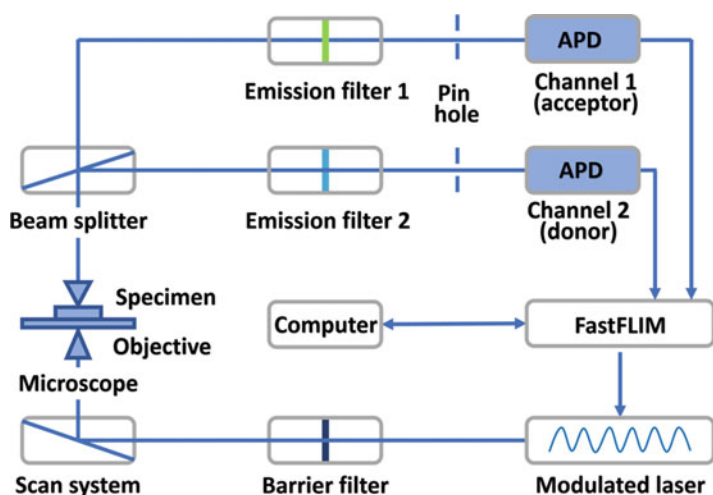 APD
Emission filter 1
Pin
hole
Channel 1
(acceptor)
APD
Beam splitter
Emission filter 2
Channel 2
(donor)
Specimen
Objective
Microscope
Computer
FastFLIM
Scan system
Barrier filter
Modulated laser